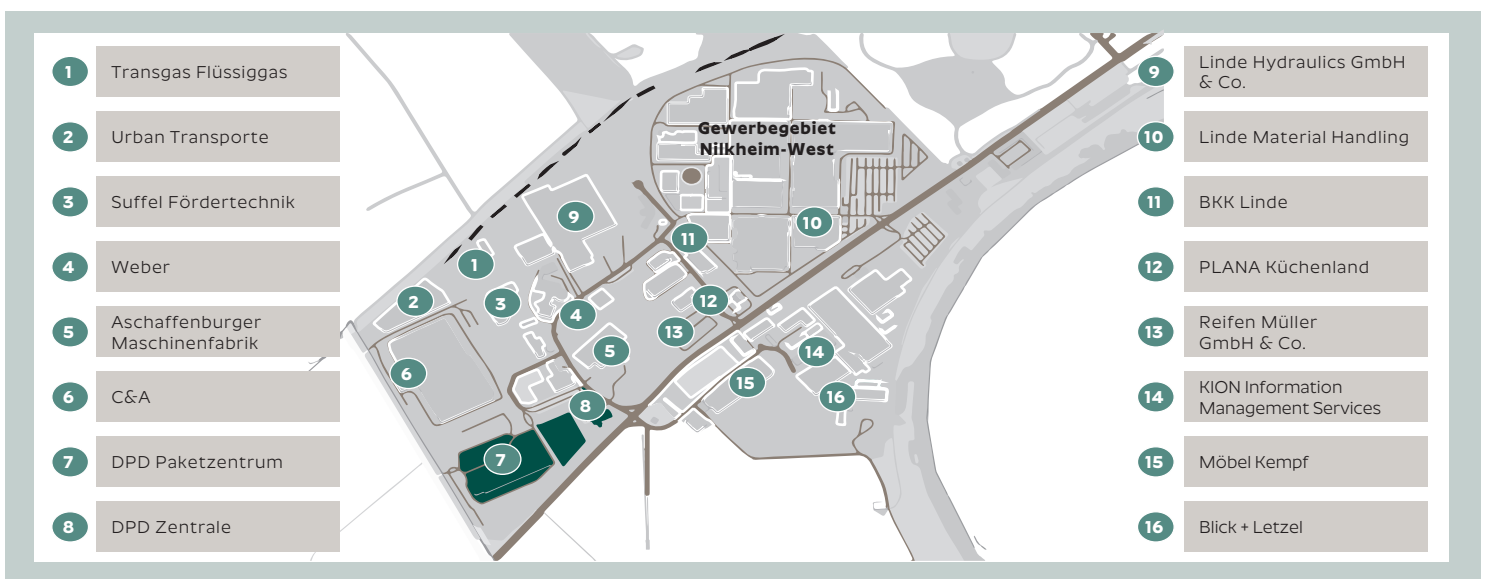 1 Transgas Flüssiggas
2 Urban Transporte
3 Suffel Fördertechnik
4 Weber
5 Aschaffenburger
Maschinenfabrik
6 C&A
7 DPD Paketzentrum
8 DPD Zentrale
Gewerbegebiet
Nilkheim-West
9
10
11
1
2
3
4
12
13
5
14
6
15
8
16
7
9 Linde Hydraulics GmbH
& Co.
10 Linde Material Handling
11 BKK Linde
12 PLANA Küchenland
13 Reifen Müller
GmbH & Co.
14 KION Information
Management Services
15 Möbel Kempf
16 Blick + Letzel